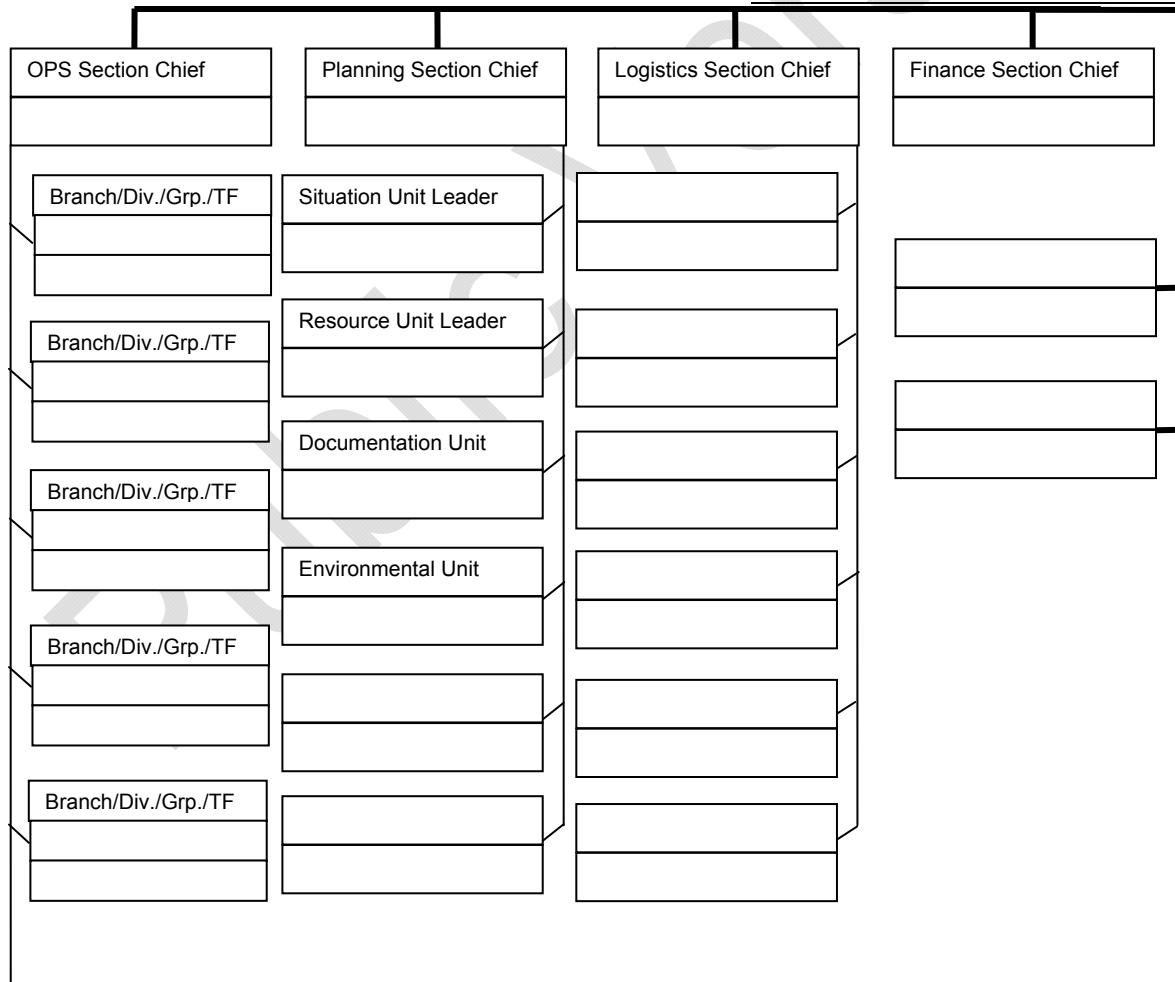 OPS Section Chief
Planning Section Chief
Logistics Section Chief
Finance Section Chief
Branch/Div./Grp./TF
Branch/Div./Grp./TF
Branch/Div./Grp./TF
Branch/Div./Grp./TF
Branch/Div./Grp./TF
Situation Unit Leader
Resource Unit Leader
Documentation Unit
Environmental Unit